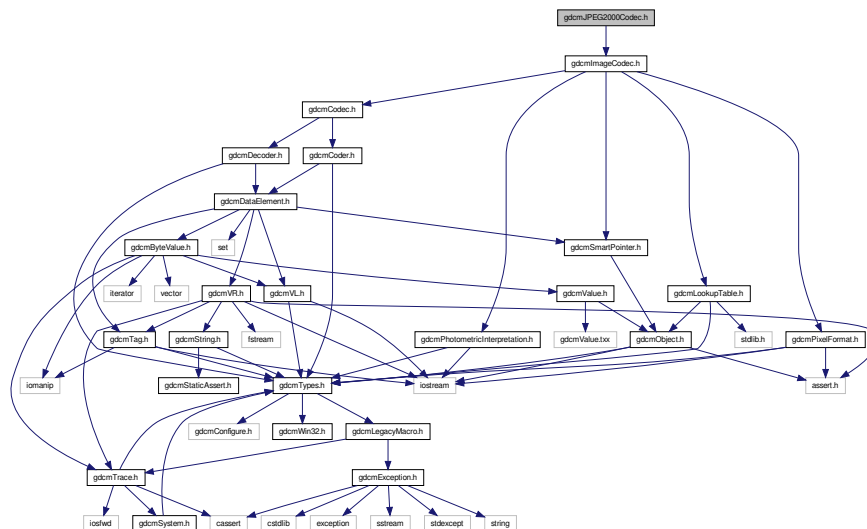 gdcmJPEG2000Codec.h
gdcmImageCodec.h
gdcmCodec.h
gdcmDecoder.h
gdcmCoder.h
gdcmDataElement.h
gdcmByteValue.h
set
gdcmSmartPointer.h
iterator
vector
gdcmVR.h
gdcmVL.h
gdcmValue.h
gdcmLookupTable.h
gdcmTag.h
gdcmString.h
fstream
gdcmPhotometricInterpretation.h
gdcmValue.txx
gdcmObject.h
stdlib.h
gdcmPixelFormat.h
iomanip
gdcmStaticAssert.h
gdcmTypes.h
iostream
assert.h
gdcmConfigure.h
gdcmWin32.h
gdcmLegacyMacro.h
gdcmTrace.h
gdcmException.h
iosfwd
gdcmSystem.h
cassert
cstdlib
exception
sstream
stdexcept
string